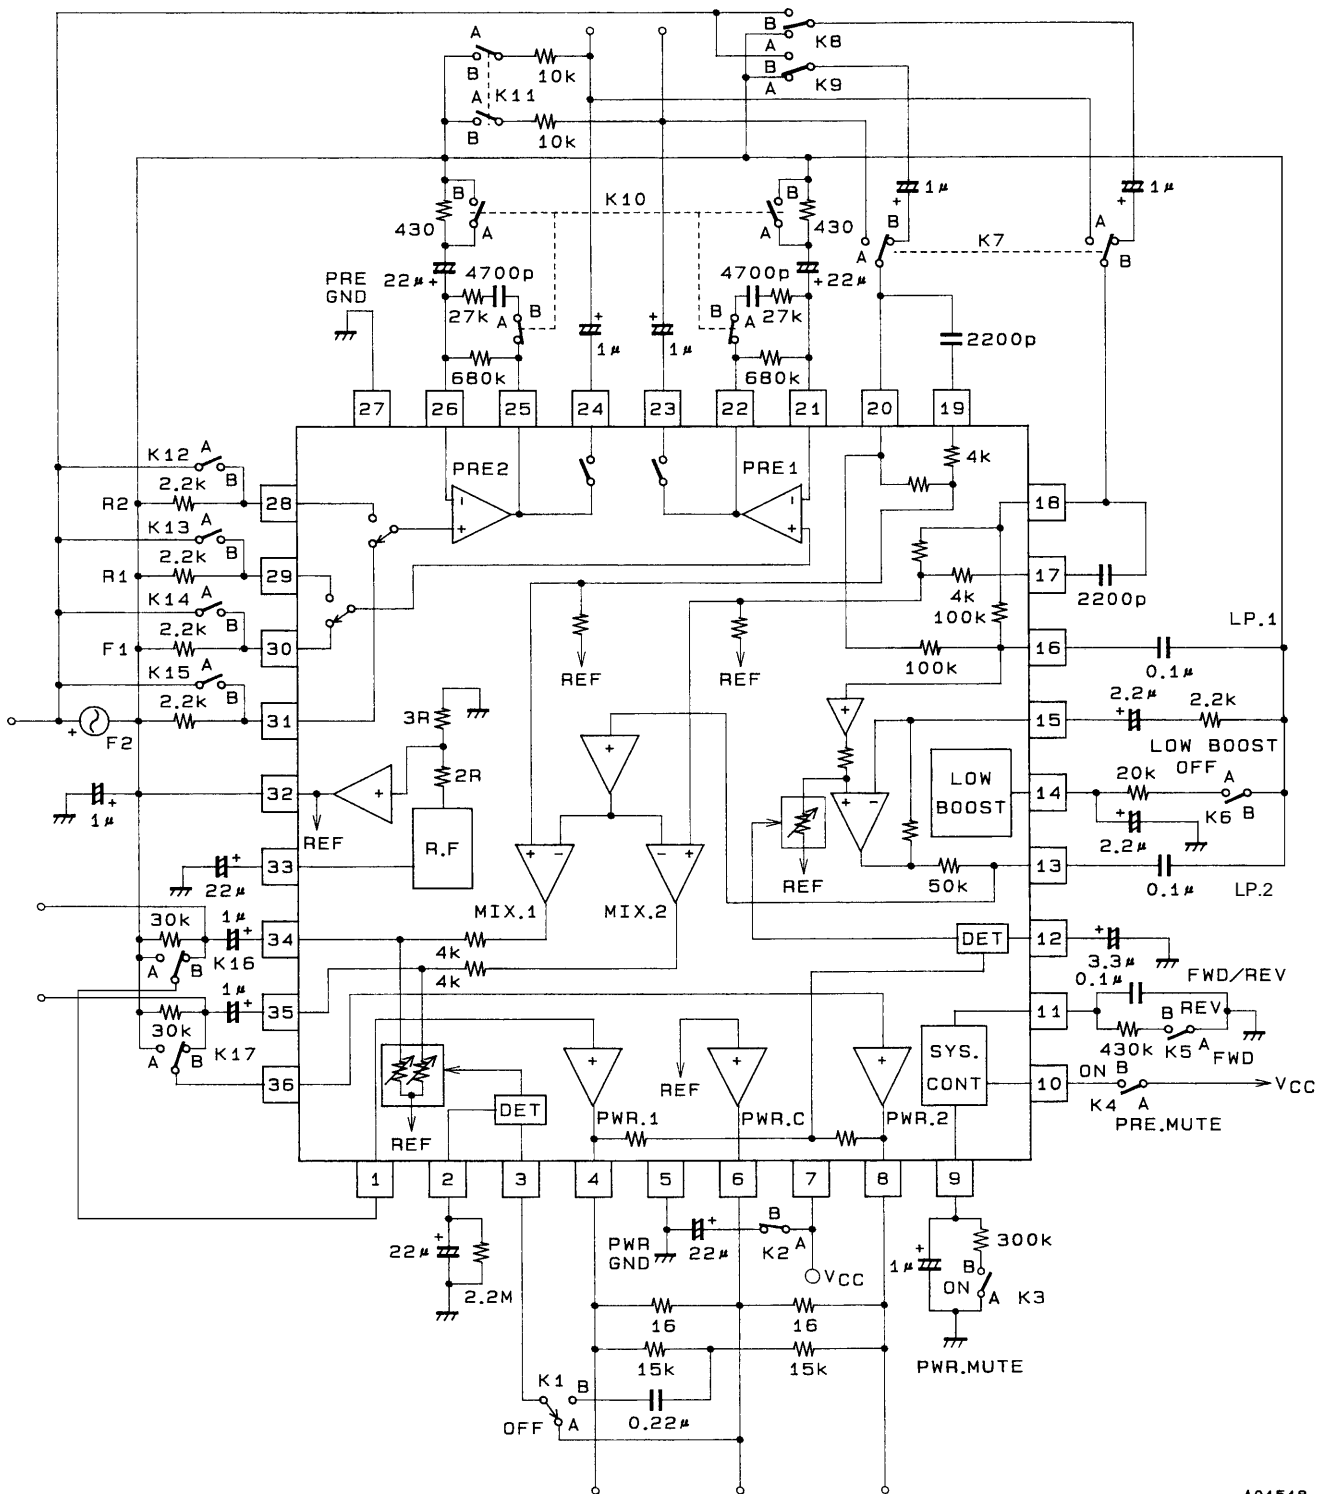 B
K8
A
A
B
10k
B
K9
A
K11
A
B
10k
B
430
A
K10
B
A
430
1μ
1μ
A
B
K7
A
B
PRE
GND
22μ +
4700p
27k
A
B
+
1μ
+
1μ
4700p
B
A
27k
+ 22μ
2200p
680k
680k
27
26
25
24
23
22
21
20
19
K12
A
B
2.2k
R2
28
PRE2
PRE1
4k
18
K13
A
B
2.2k
R1
29
17
4k
2200p
100k
K14
A
B
2.2k
F1
30
REF
REF
100k
16
0.1μ
LP.1
K15
A
B
2.2k
31
+
F2
3R
15
2.2μ
+
2.2k
LOW BOOST
OFF
2R
LOW
BOOST
14
20k
A
K6
B
+
2.2μ
32
1μ
+
REF
R.F
33
22μ
+
REF
50k
13
0.1μ
LP.2
MIX.1
MIX.2
30k
1μ
+
34
A
B
K16
4k
4k
DET
12
+
3.3μ
1μ
+
35
30k
A
B
K17
0.1μ
FWD/REV
11
B
REV
430k
K5
A
FWD
36
SYS.
CONT
10
ON
B
K4
A
VCC
PRE.MUTE
REF
DET
REF
PWR.1
PWR.C
PWR.2
1
2
3
4
5
6
7
8
9
22μ
+
2.2M
PWR
GND
+
22μ
B
K2
A
VCC
+
1μ
300k
B
ON
A
K3
PWR.MUTE
16
16
15k
15k
K1
B
OFF
A
0.22μ